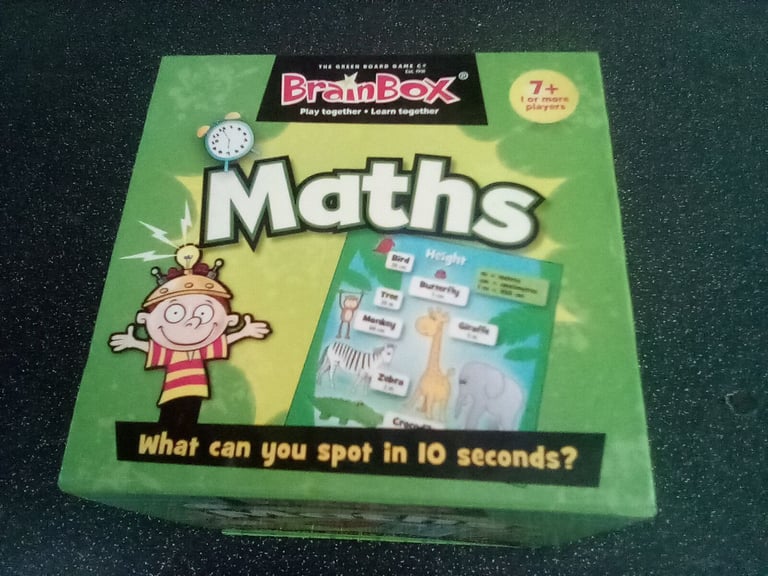 THE GREEN BOARD GAME Cº
BrainBox®
Play together • Learn together
7+
1 or more
players
Maths
Height
Bird
Butterfly
Tree
Monkey
Giraffe
Zebra
What can you spot in 10 seconds?